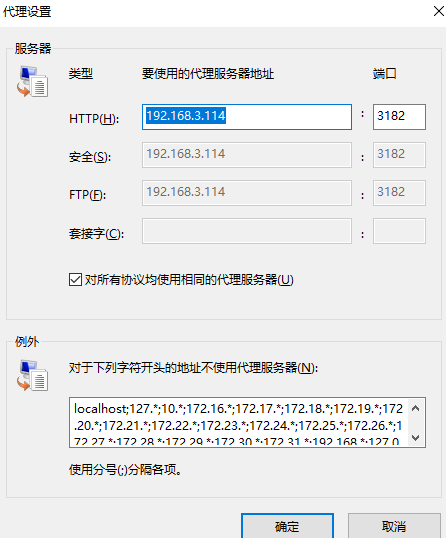 代理设置
服务器
类型 要使用的代理服务器地址 端口
HTTP(H): 192.168.3.114 : 3182
安全(S): 192.168.3.114 : 3182
FTP(F): 192.168.3.114 : 3182
套接字(C): :
对所有协议均使用相同的代理服务器(U)
例外
对于下列字符开头的地址不使用代理服务器(N):
localhost;127.*;10.*;172.16.*;172.17.*;172.18.*;172.19.*;172
.20.*;172.21.*;172.22.*;172.23.*;172.24.*;172.25.*;172.26.*;1
72.27.*;172.28.*;172.29.*;172.30.*;172.31.*;192.168.*;127.0
使用分号(;)分隔各项。
确定 取消